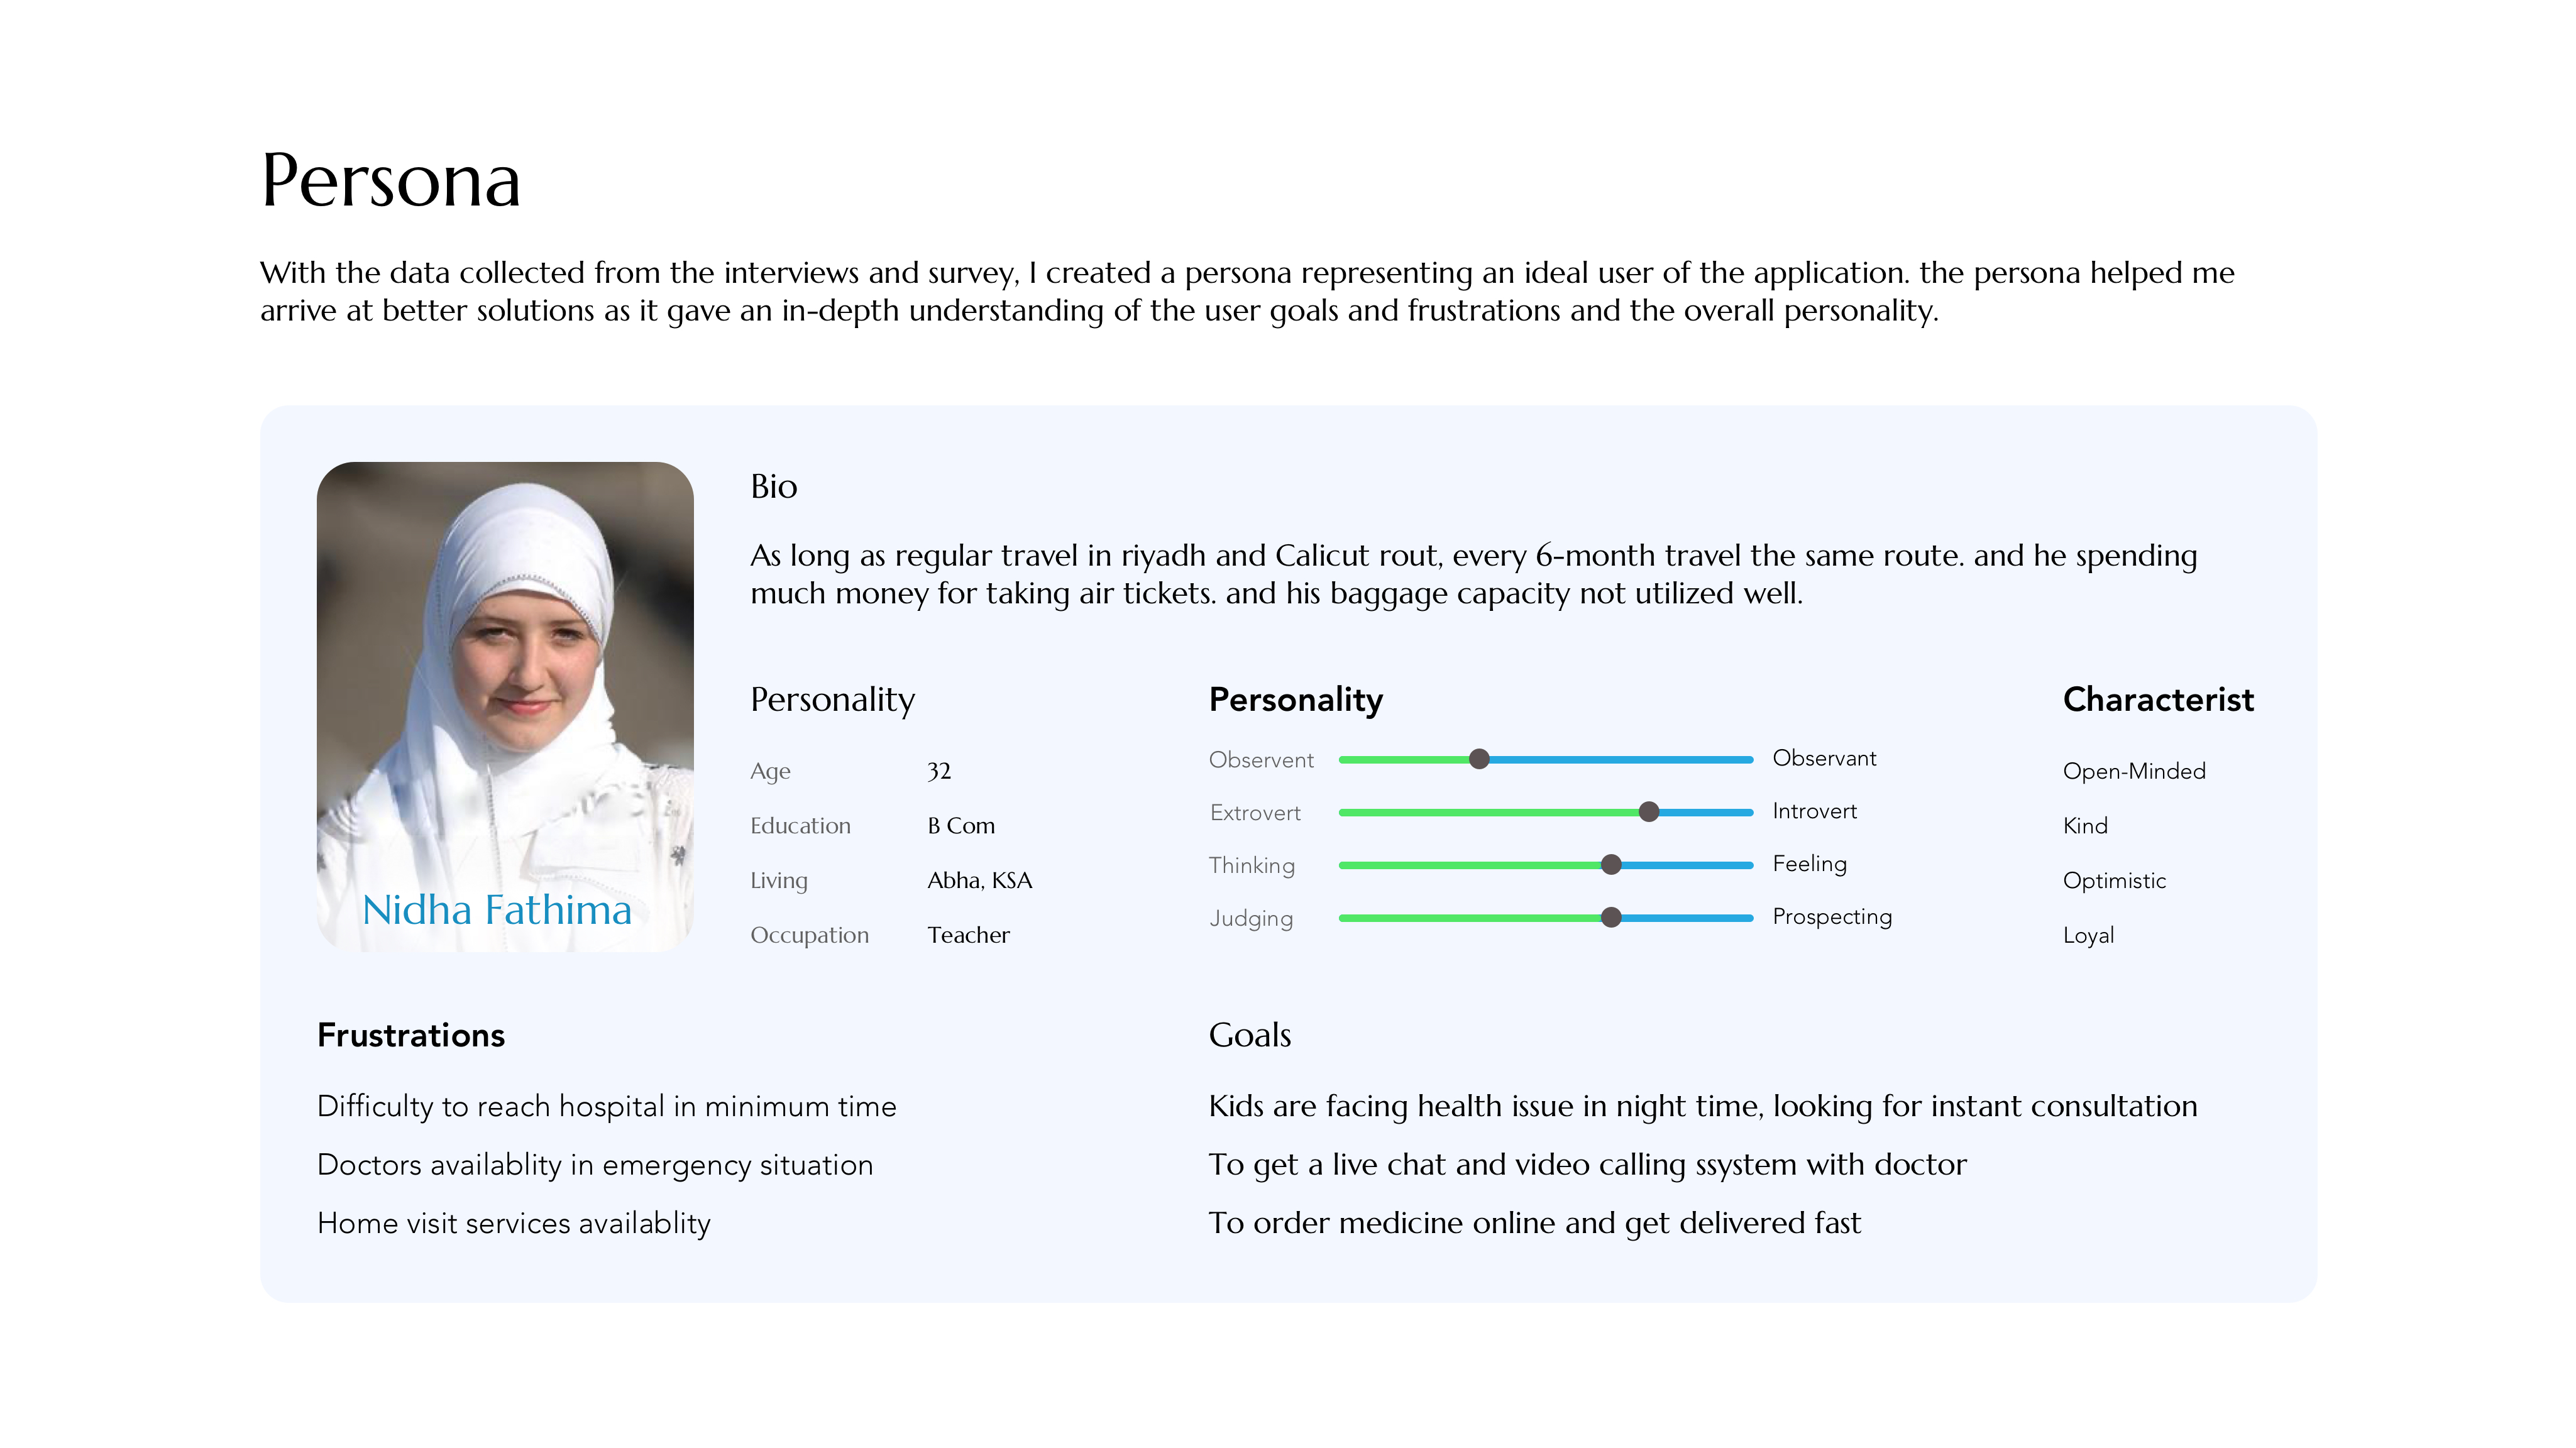 Persona
With the data collected from the interviews and survey, I created a persona representing an ideal user of the application. the persona helped me
arrive at better solutions as it gave an in-depth understanding of the user goals and frustrations and the overall personality.
Nidha Fathima
Bio
As long as regular travel in riyadh and Calicut rout, every 6-month travel the same route. and he spending
much money for taking air tickets. and his baggage capacity not utilized well.
Personality
Age 32
Education B Com
Living Abha, KSA
Occupation Teacher
Personality
Observent Observant
Extrovert Introvert
Thinking Feeling
Judging Prospecting
Characterist
Open-Minded
Kind
Optimistic
Loyal
Frustrations
Difficulty to reach hospital in minimum time
Doctors availablity in emergency situation
Home visit services availablity
Goals
Kids are facing health issue in night time, looking for instant consultation
To get a live chat and video calling ssystem with doctor
To order medicine online and get delivered fast